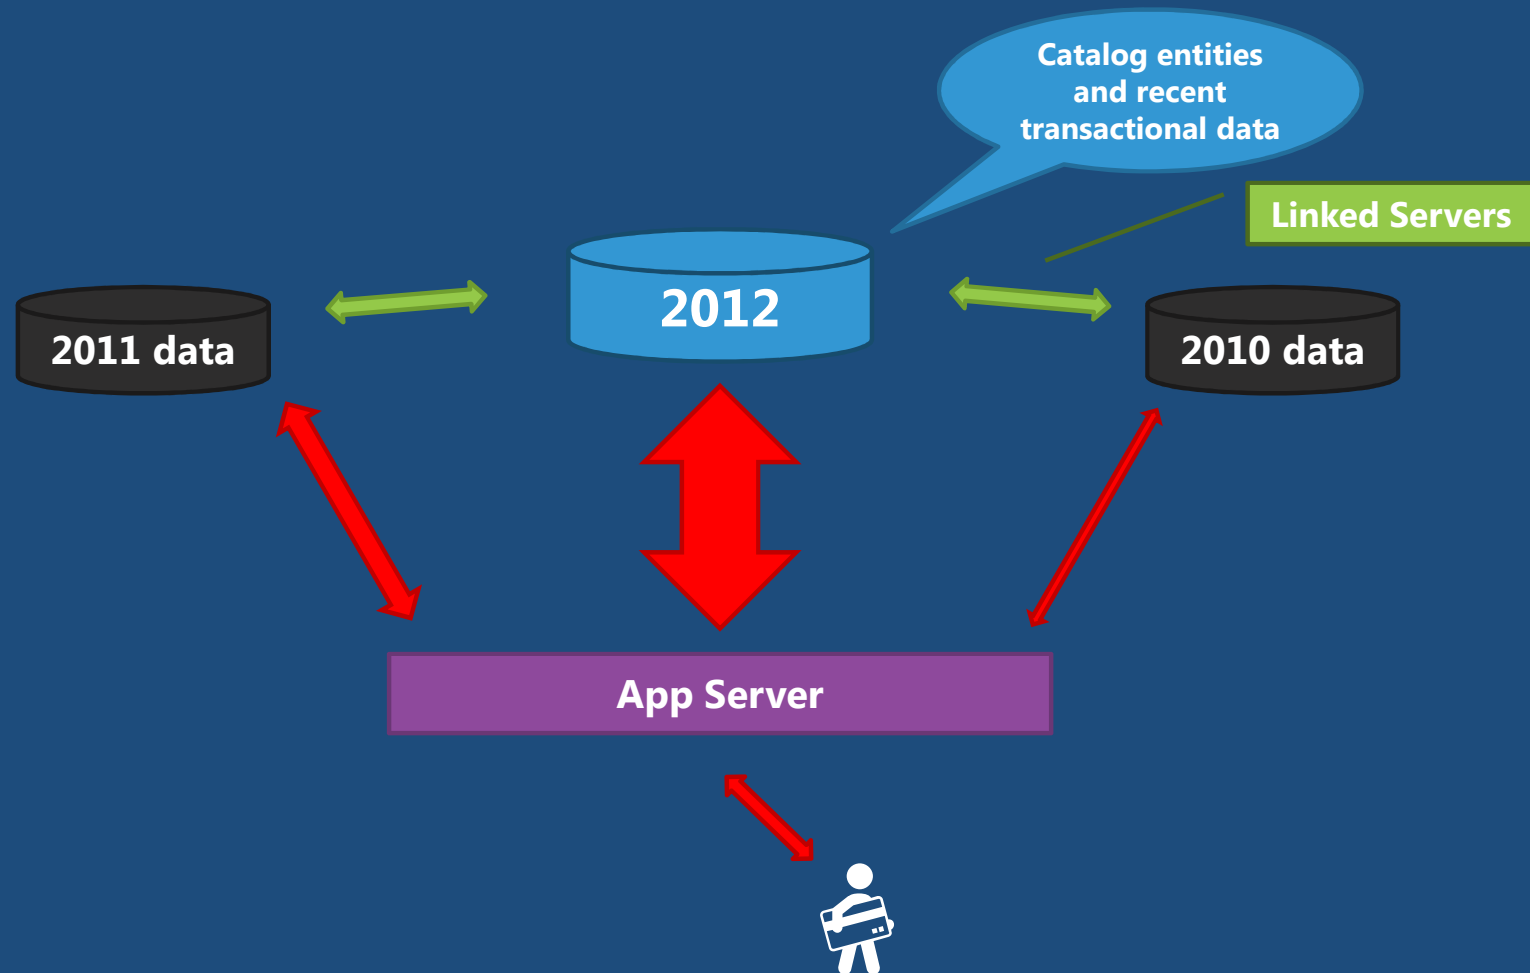 Catalog entities
and recent
transactional data
Linked Servers
2012
2011 data
2010 data
App Server